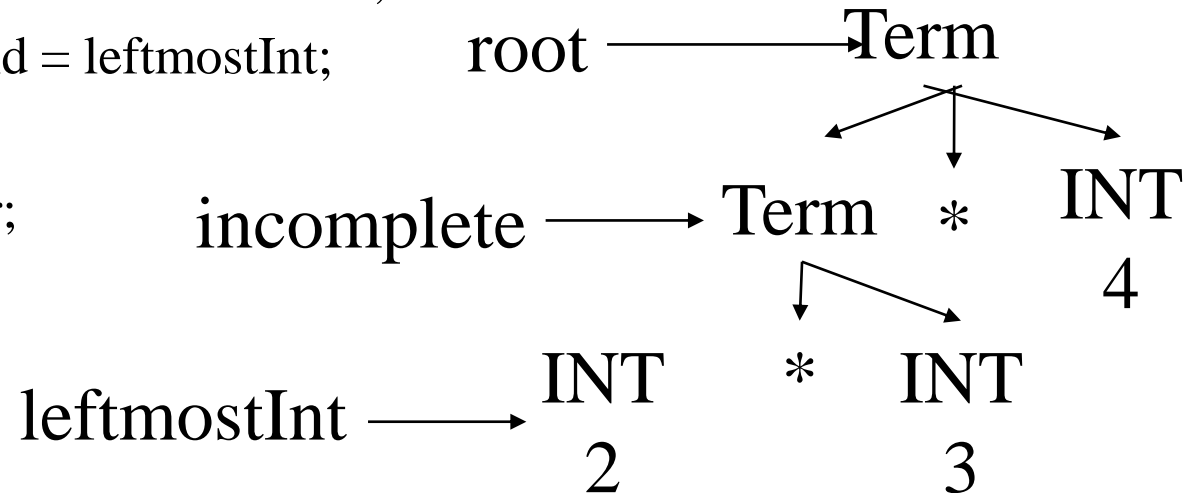 d = leftmostInt;
root Term
;
incomplete Term * INT
4
leftmostInt INT * INT
2 3